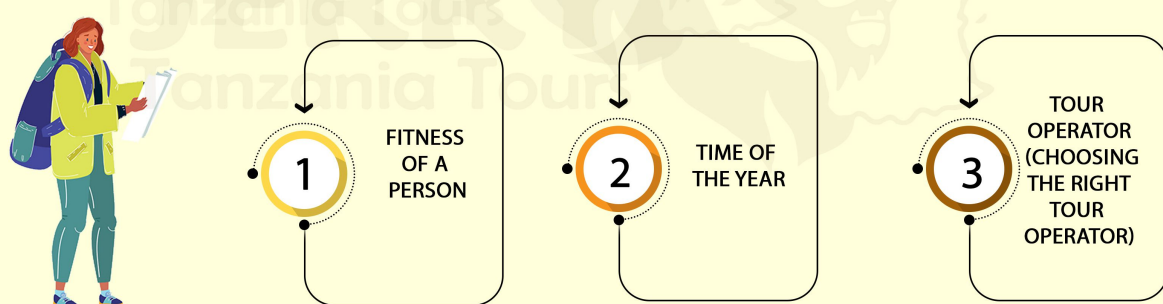 Tanzania Tours
Tanzania Tours
1
FITNESS
OF A
PERSON
2
TIME OF
THE YEAR
3
TOUR
OPERATOR
(CHOOSING
THE RIGHT
TOUR
OPERATOR)